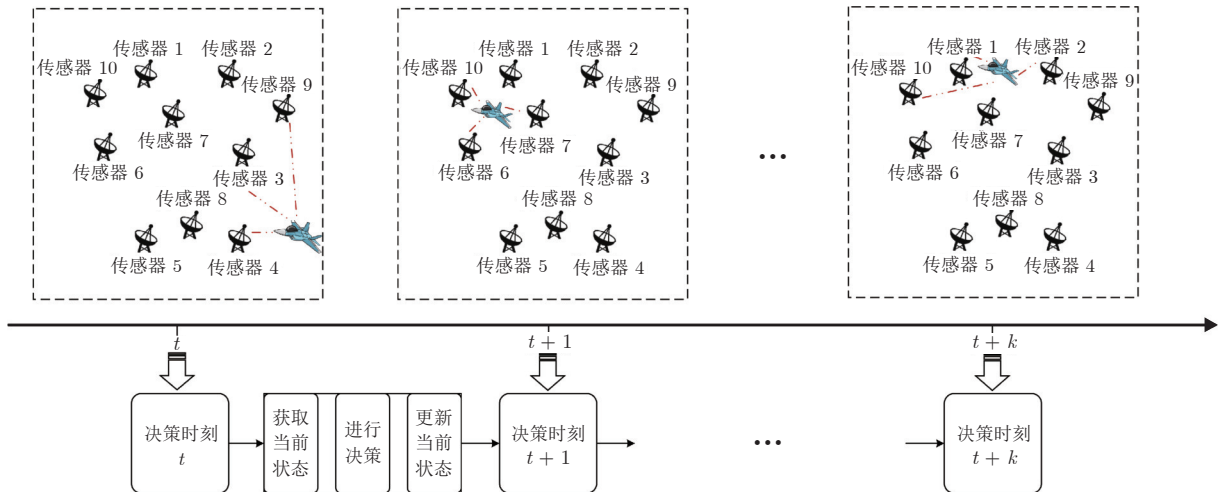 传感器 1
传感器 2
传感器 10
传感器 9
传感器 7
传感器 6
传感器 3
传感器 8
传感器 5
传感器 4
传感器 1
传感器 2
传感器 10
传感器 9
传感器 7
传感器 6
传感器 3
传感器 8
传感器 5
传感器 4
...
传感器 1
传感器 2
传感器 10
传感器 9
传感器 7
传感器 6
传感器 3
传感器 8
传感器 5
传感器 4
t
t + 1
t + k
决策时刻
t
获取
当前
状态
进行
决策
更新
当前
状态
决策时刻
t + 1
...
决策时刻
t + k